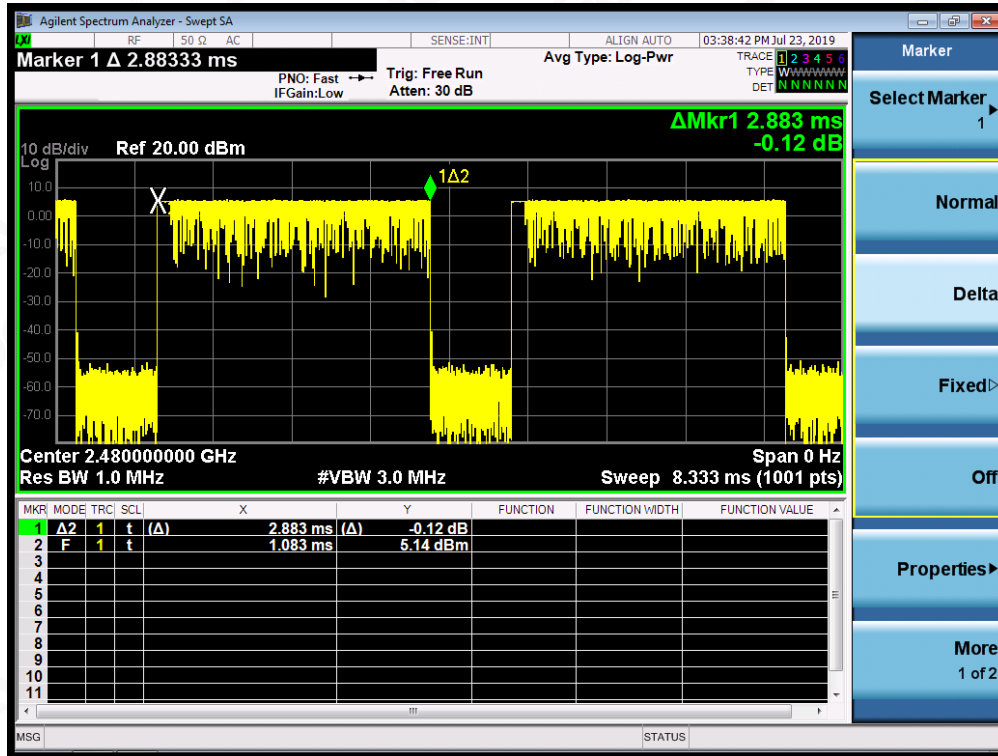 Agilent Spectrum Analyzer - Swept SA
LXI RF 50 Ω AC SENSE:INT ALIGN AUTO 03:38:42 PM Jul 23, 2019
Marker 1 Δ 2.88333 ms
PNO: Fast
IFGain:Low
Trig: Free Run
Atten: 30 dB
Avg Type: Log-Pwr
TRACE 1 2 3 4 5 6
TYPE WWWWWW
DET N N N N N N
ΔMkr1 2.883 ms
-0.12 dB
10 dB/div Ref 20.00 dBm
Log
10.0
0.00
-10.0
-20.0
-30.0
-40.0
-50.0
-60.0
-70.0
1Δ2
Center 2.480000000 GHz Span 0 Hz
Res BW 1.0 MHz #VBW 3.0 MHz Sweep 8.333 ms (1001 pts)
MKR MODE TRC SCL X Y FUNCTION FUNCTION WIDTH FUNCTION VALUE
1 Δ2 1 t (Δ) 2.883 ms (Δ) -0.12 dB
2 F 1 t 1.083 ms 5.14 dBm
3
4
5
6
7
8
9
10
11
MSG STATUS
Marker
Select Marker
1
Normal
Delta
Fixed
Off
Properties
More
1 of 2